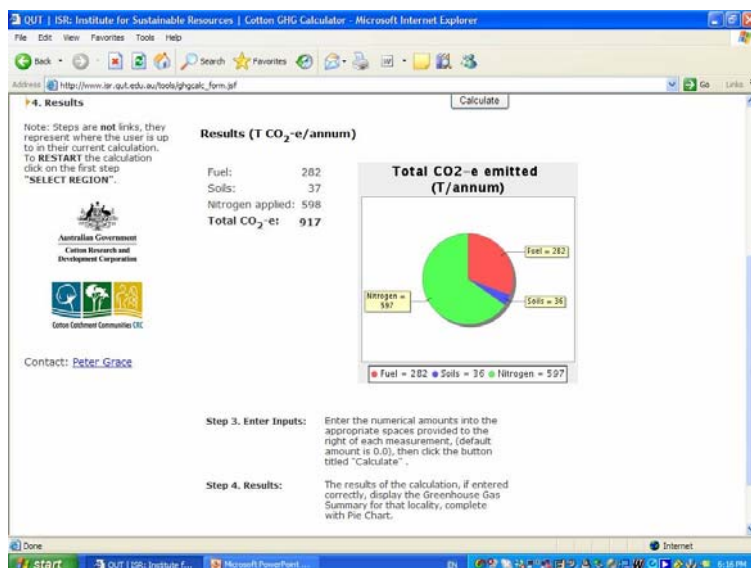 QUT | ISR: Institute for Sustainable Resources | Cotton GHG Calculator - Microsoft Internet Explorer
File Edit View Favorites Tools Help
Back Search Favorites
Address http://www.isr.qut.edu.au/tools/ghgcalc_form.jsf Go Links
4. Results
Calculate
Note: Steps are not links, they
represent where the user is up
to in their current calculation.
To RESTART the calculation
click on the first step
"SELECT REGION".
Australian Government
Cotton Research and
Development Corporation
Cotton Catchment Communities CRC
Contact: Peter Grace
Results (T CO2-e/annum)
Fuel: 282
Soils: 37
Nitrogen applied: 598
Total CO2-e: 917
Total CO2-e emitted
(T/annum)
Fuel = 282
Nitrogen =
597
Soils = 36
Fuel = 282 Soils = 36 Nitrogen = 597
Step 3. Enter Inputs: Enter the numerical amounts into the
appropriate spaces provided to the
right of each measurement, (default
amount is 0.0), then click the button
titled "Calculate" .
Step 4. Results: The results of the calculation, if entered
correctly, display the Greenhouse Gas
Summary for that locality, complete
with Pie Chart.
Done Internet
start QUT | ISR: Institute f... Microsoft PowerPoint ... EN 6:16 PM